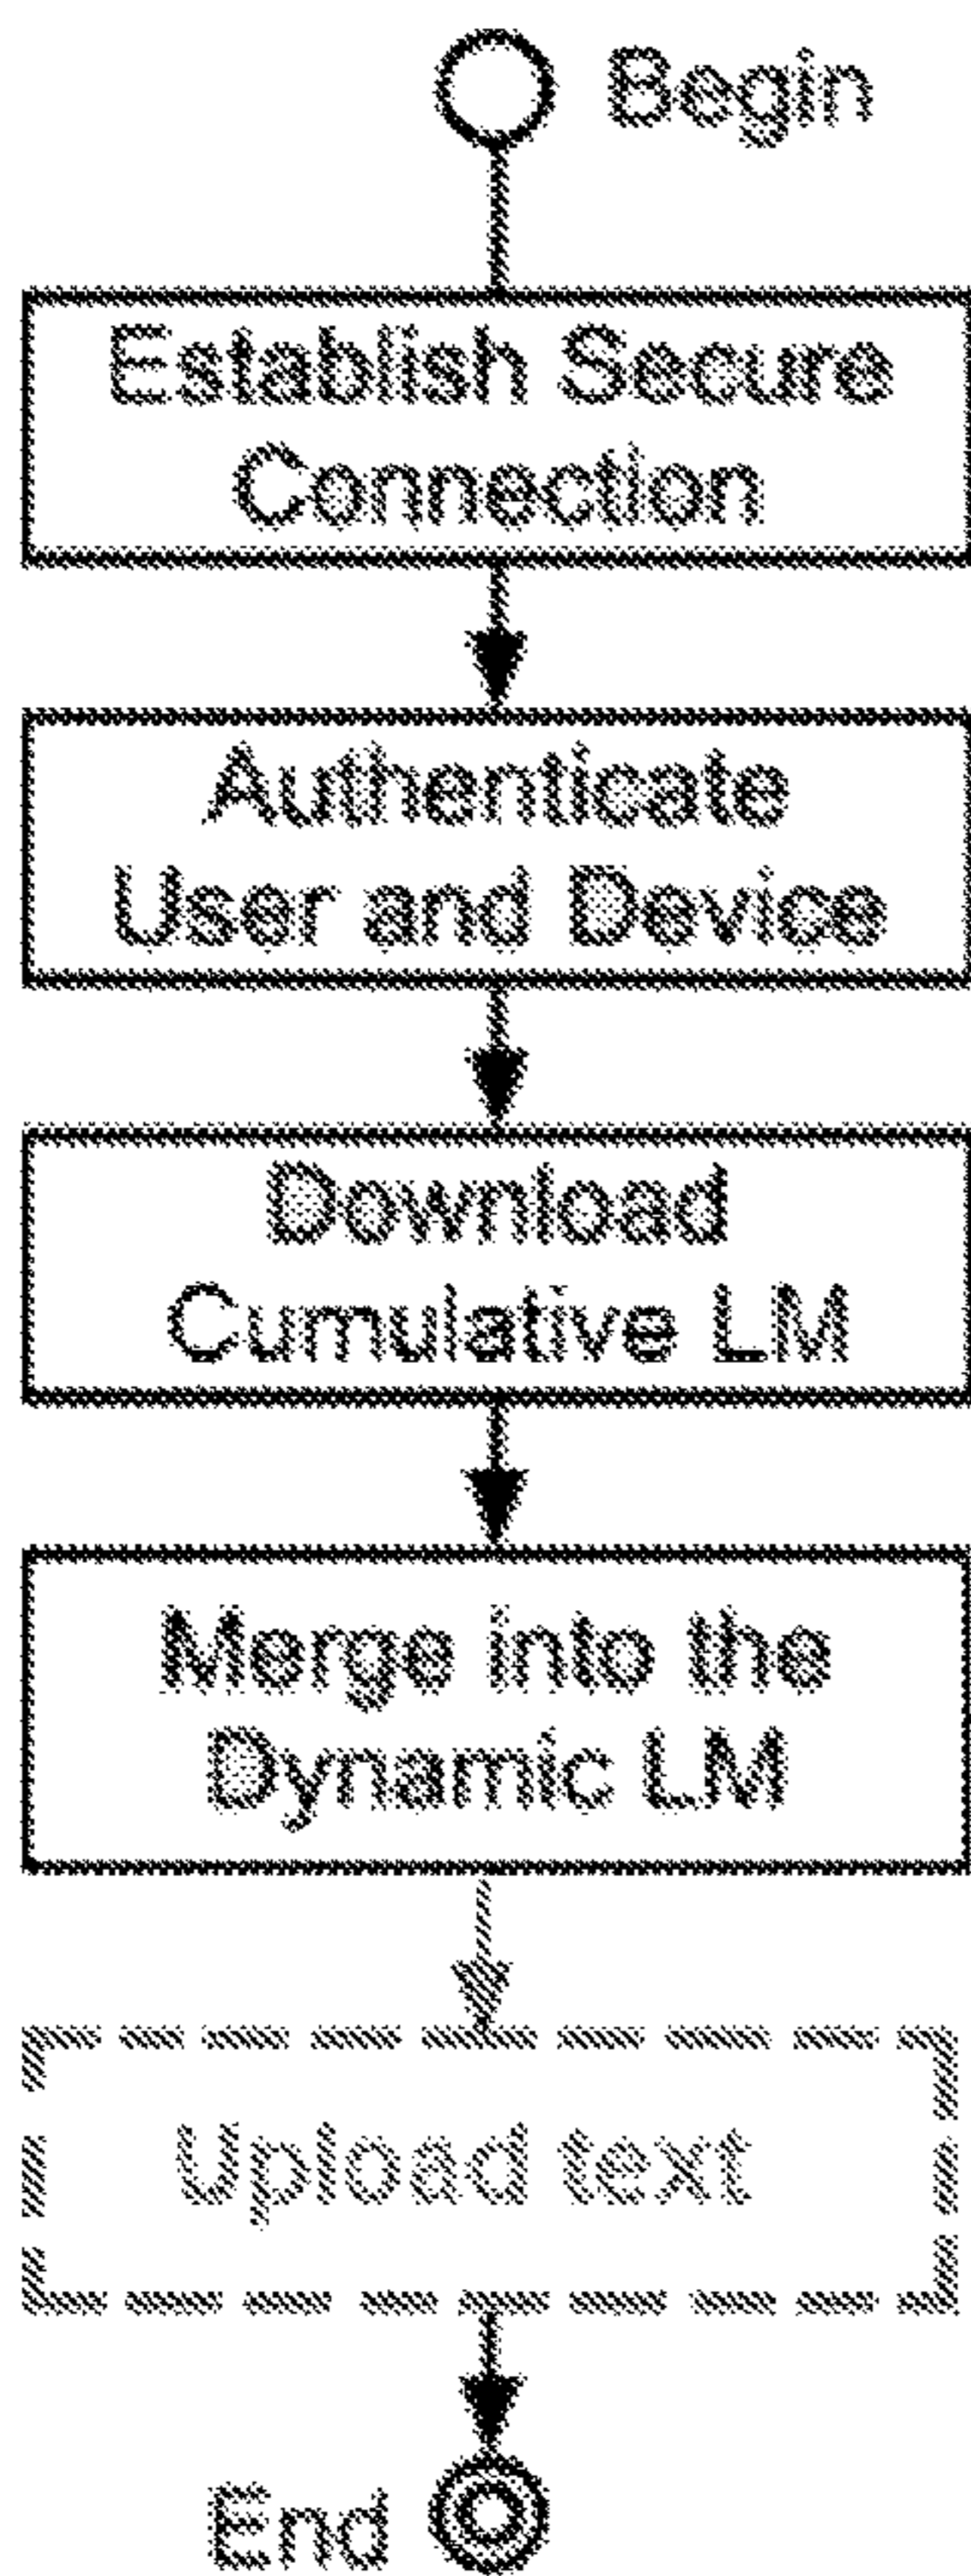 Begin
Establish Secure
Connection
Authenticate
User and Device
Download
Cumulative LM
Merge into the
Dynamic LM
Upload text
End